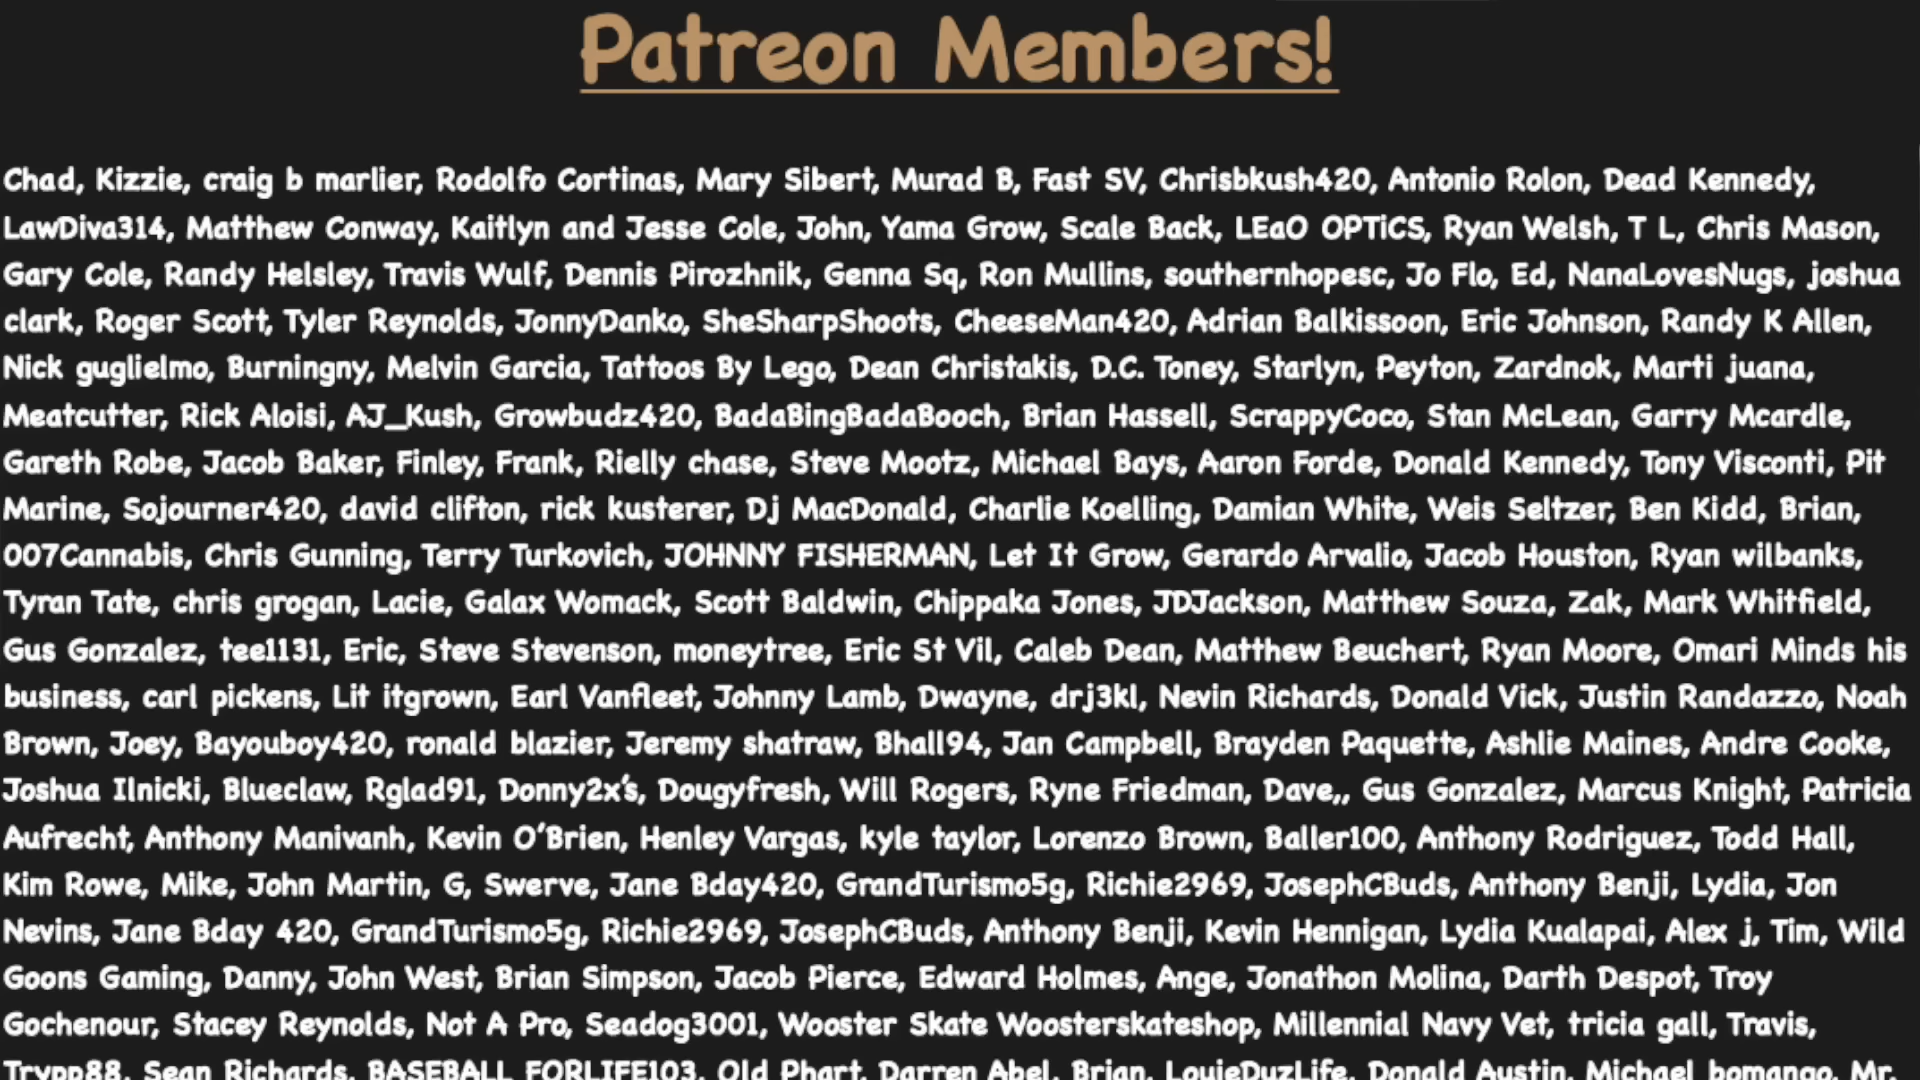 Patreon Members!
Chad, Kizzie, craig b marlier, Rodolfo Cortinas, Mary Sibert, Murad B, Fast SV, Chrisbkush420, Antonio Rolon, Dead Kennedy,
LawDiva314, Matthew Conway, Kaitlyn and Jesse Cole, John, Yama Grow, Scale Back, LEaO OPTiCS, Ryan Welsh, T L, Chris Mason,
Gary Cole, Randy Helsley, Travis Wulf, Dennis Pirozhnik, Genna Sq, Ron Mullins, southernhopesc, Jo Flo, Ed, NanaLovesNugs, joshua
clark, Roger Scott, Tyler Reynolds, JonnyDanko, SheSharpShoots, CheeseMan420, Adrian Balkissoon, Eric Johnson, Randy K Allen,
Nick guglielmo, Burningny, Melvin Garcia, Tattoos By Lego, Dean Christakis, D.C. Toney, Starlyn, Peyton, Zardnok, Marti juana,
Meatcutter, Rick Aloisi, AJ_Kush, Growbudz420, BadaBingBadaBooch, Brian Hassell, ScrappyCoco, Stan McLean, Garry Mcardle,
Gareth Robe, Jacob Baker, Finley, Frank, Rielly chase, Steve Mootz, Michael Bays, Aaron Forde, Donald Kennedy, Tony Visconti, Pit
Marine, Sojourner420, david clifton, rick kusterer, Dj MacDonald, Charlie Koelling, Damian White, Weis Seltzer, Ben Kidd, Brian,
007Cannabis, Chris Gunning, Terry Turkovich, JOHNNY FISHERMAN, Let It Grow, Gerardo Arvalio, Jacob Houston, Ryan wilbanks,
Tyran Tate, chris grogan, Lacie, Galax Womack, Scott Baldwin, Chippaka Jones, JDJackson, Matthew Souza, Zak, Mark Whitfield,
Gus Gonzalez, tee1131, Eric, Steve Stevenson, moneytree, Eric St Vil, Caleb Dean, Matthew Beuchert, Ryan Moore, Omari Minds his
business, carl pickens, Lit itgrown, Earl Vanfleet, Johnny Lamb, Dwayne, drj3kl, Nevin Richards, Donald Vick, Justin Randazzo, Noah
Brown, Joey, Bayouboy420, ronald blazier, Jeremy shatraw, Bhall94, Jan Campbell, Brayden Paquette, Ashlie Maines, Andre Cooke,
Joshua Ilnicki, Blueclaw, Rglad91, Donny2x's, Dougyfresh, Will Rogers, Ryne Friedman, Dave,, Gus Gonzalez, Marcus Knight, Patricia
Aufrecht, Anthony Manivanh, Kevin O'Brien, Henley Vargas, kyle taylor, Lorenzo Brown, Baller100, Anthony Rodriguez, Todd Hall,
Kim Rowe, Mike, John Martin, G, Swerve, Jane Bday420, GrandTurismo5g, Richie2969, JosephCBuds, Anthony Benji, Lydia, Jon
Nevins, Jane Bday 420, GrandTurismo5g, Richie2969, JosephCBuds, Anthony Benji, Kevin Hennigan, Lydia Kualapai, Alex j, Tim, Wild
Goons Gaming, Danny, John West, Brian Simpson, Jacob Pierce, Edward Holmes, Ange, Jonathon Molina, Darth Despot, Troy
Gochenour, Stacey Reynolds, Not A Pro, Seadog3001, Wooster Skate Woosterskateshop, Millennial Navy Vet, tricia gall, Travis,
Trypp88, Sean Richards, BASEBALL FORLIFE103, Old Phart, Darren Abel, Brian, LouieDuzLife, Donald Austin, Michael bomango, Mr.